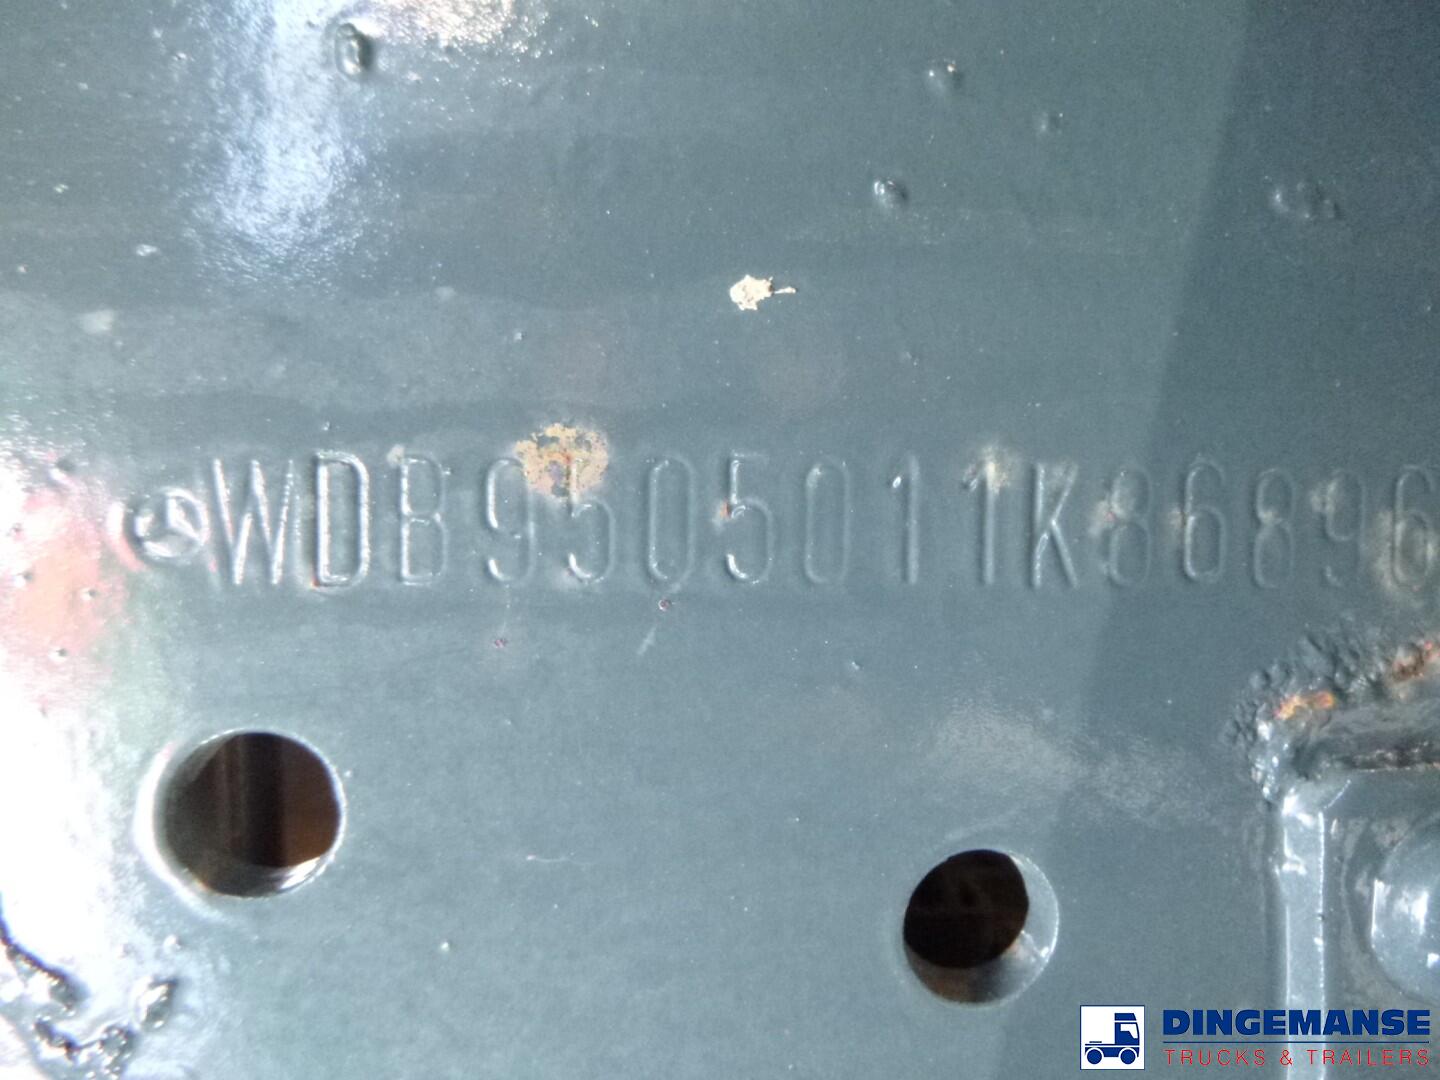 WDB9505011K86896
DINGEMANSE
TRUCKS & TRAILERS